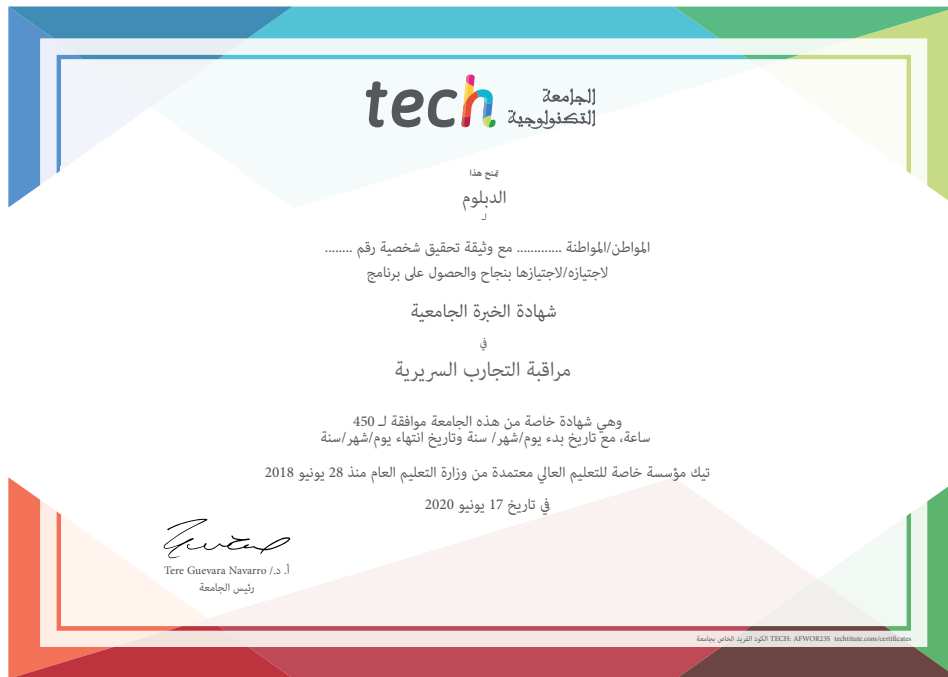 tech الجامعة
التكنولوجية
تمنح هذا
الدبلوم
لـ
المواطن/المواطنة ............. مع وثيقة تحقيق شخصية رقم ........
لاجتيازه/لاجتيازها بنجاح والحصول على برنامج
شهادة الخبرة الجامعية
في
مراقبة التجارب السريرية
وهي شهادة خاصة من هذه الجامعة موافقة لـ 450
ساعة، مع تاريخ بدء يوم/شهر/ سنة وتاريخ انتهاء يوم/شهر/سنة
تيك مؤسسة خاصة للتعليم العالي معتمدة من وزارة التعليم العام منذ 28 يونيو 2018
في تاريخ 17 يونيو 2020
أ. د./ Tere Guevara Navarro
رئيس الجامعة
الكود الفريد الخاص بجامعة TECH: AFWOR23S techtitute.com/certificates